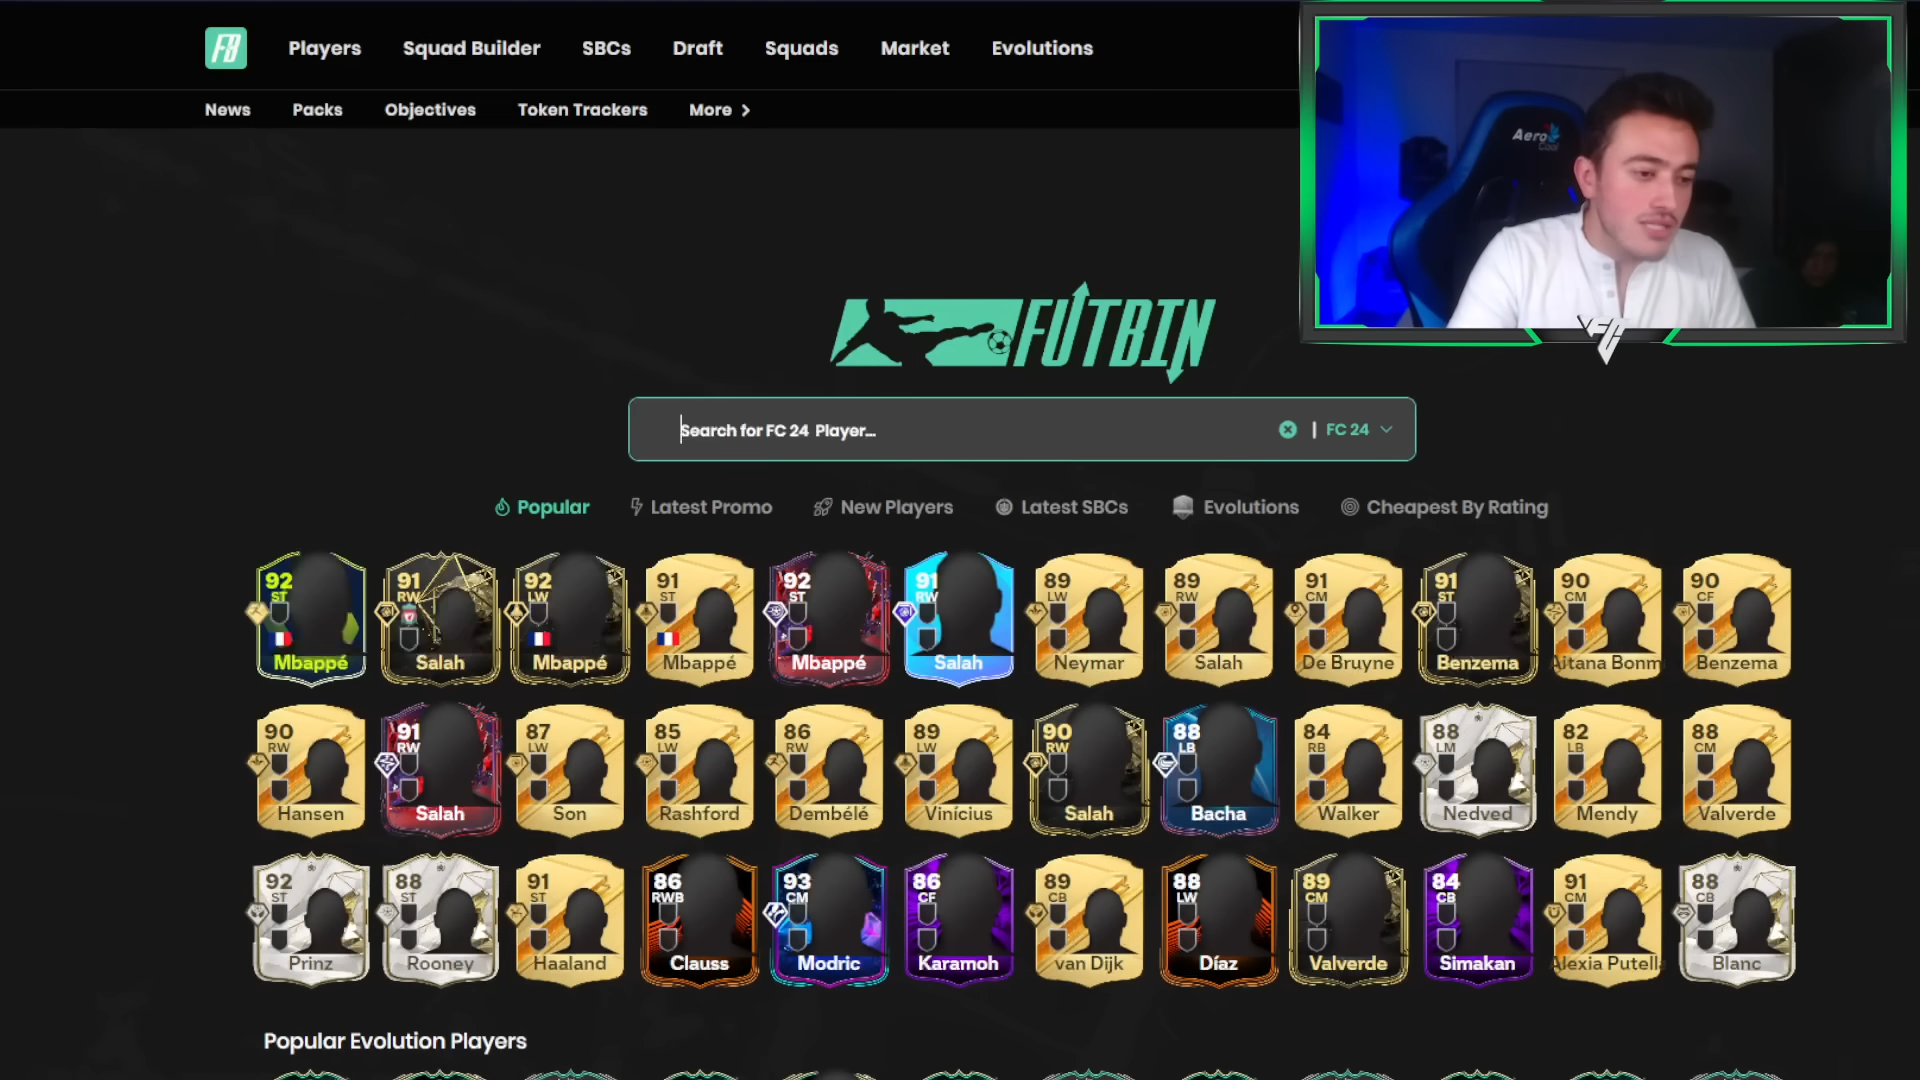 Players Squad Builder SBCs Draft Squads Market Evolutions
News Packs Objectives Token Trackers More
Aero
Cool
FUTBIN
Search for FC 24 Player...
FC 24
Popular Latest Promo New Players Latest SBCs Evolutions Cheapest By Rating
92 ST Mbappé
91 RW Salah
92 LW Mbappé
91 ST Mbappé
92 ST Mbappé
91 RW Salah
89 LW Neymar
89 RW Salah
91 CM De Bruyne
91 ST Benzema
90 CM Aitana Bonm
90 CF Benzema
90 RW Hansen
91 RW Salah
87 LW Son
85 LW Rashford
86 RW Dembélé
89 LW Vinícius
90 RW Salah
88 LB Bacha
84 RB Walker
88 LM Nedved
82 LB Mendy
88 CM Valverde
92 ST Prinz
88 ST Rooney
91 ST Haaland
86 RWB Clauss
93 CM Modric
86 CF Karamoh
89 CB van Dijk
88 LW Díaz
89 CM Valverde
84 CB Simakan
91 CM Alexia Putella
88 CB Blanc
Popular Evolution Players